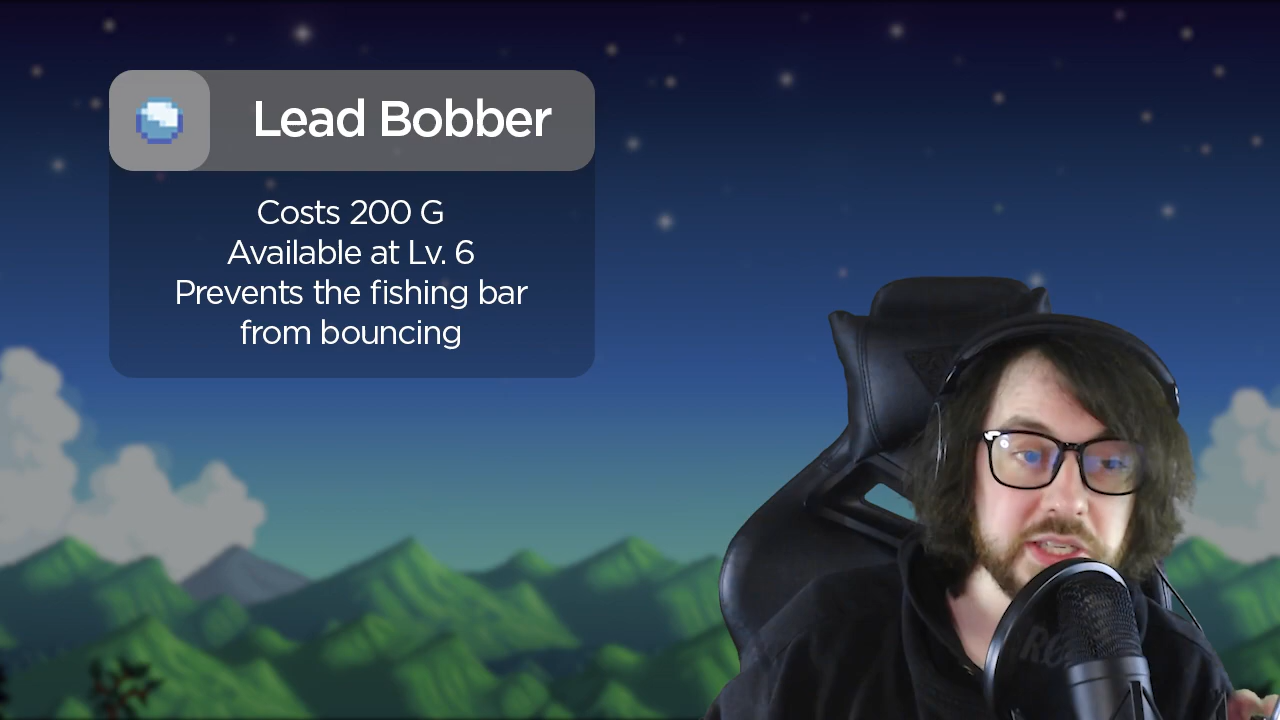 Lead Bobber
Costs 200 G
Available at Lv. 6
Prevents the fishing bar
from bouncing